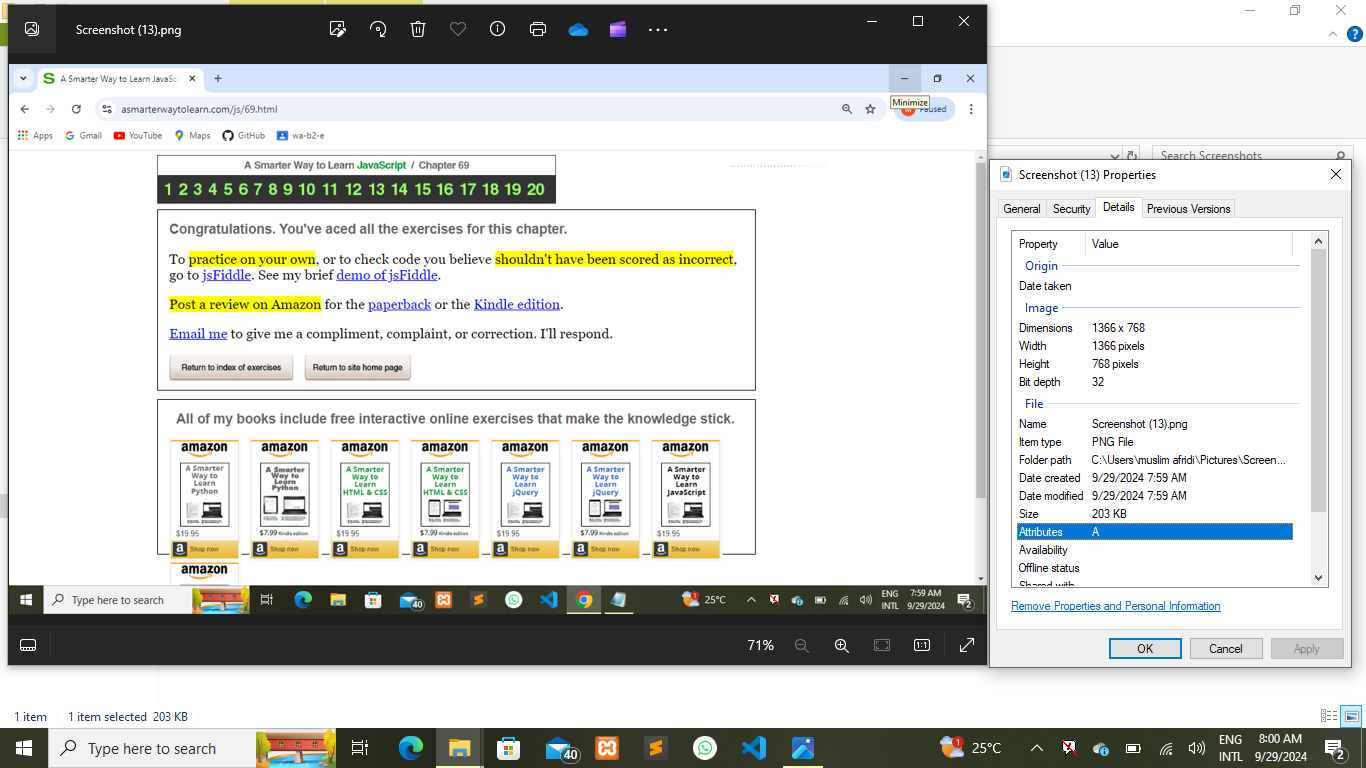 Screenshot (13).png
A Smarter Way to Learn JavaSc
Minimize
asmarterwaytolearn.com/js/69.html
Paused
Apps Gmail YouTube Maps GitHub wa-b2-e
A Smarter Way to Learn JavaScript / Chapter 69
1 2 3 4 5 6 7 8 9 10 11 12 13 14 15 16 17 18 19 20
Congratulations. You've aced all the exercises for this chapter.
To practice on your own, or to check code you believe shouldn't have been scored as incorrect,
go to jsFiddle. See my brief demo of jsFiddle.
Post a review on Amazon for the paperback or the Kindle edition.
Email me to give me a compliment, complaint, or correction. I'll respond.
Return to index of exercises Return to site home page
All of my books include free interactive online exercises that make the knowledge stick.
amazon amazon amazon amazon amazon amazon amazon
A Smarter Way to Learn Python
A Smarter Way to Learn Python
A Smarter Way to Learn HTML & CSS
A Smarter Way to Learn HTML & CSS
A Smarter Way to Learn jQuery
A Smarter Way to Learn jQuery
A Smarter Way to Learn JavaScript
$19.95 $7.99 Kindle edition $19.95 $7.99 Kindle edition $19.95 $7.99 Kindle edition $19.95
a Shop now a Shop now a Shop now a Shop now a Shop now a Shop now a Shop now
amazon
Type here to search
40
25°C
ENG
INTL
7:59 AM
9/29/2024
2
71%
1:1
Search Screenshots
Screenshot (13) Properties
General Security Details Previous Versions
Property Value
Origin
Date taken
Image
Dimensions 1366 x 768
Width 1366 pixels
Height 768 pixels
Bit depth 32
File
Name Screenshot (13).png
Item type PNG File
Folder path C:\Users\muslim afridi\Pictures\Screen...
Date created 9/29/2024 7:59 AM
Date modified 9/29/2024 7:59 AM
Size 203 KB
Attributes A
Availability
Offline status
Shared with
Remove Properties and Personal Information
OK Cancel Apply
1 item 1 item selected 203 KB
Type here to search
40
25°C
ENG
INTL
8:00 AM
9/29/2024
2